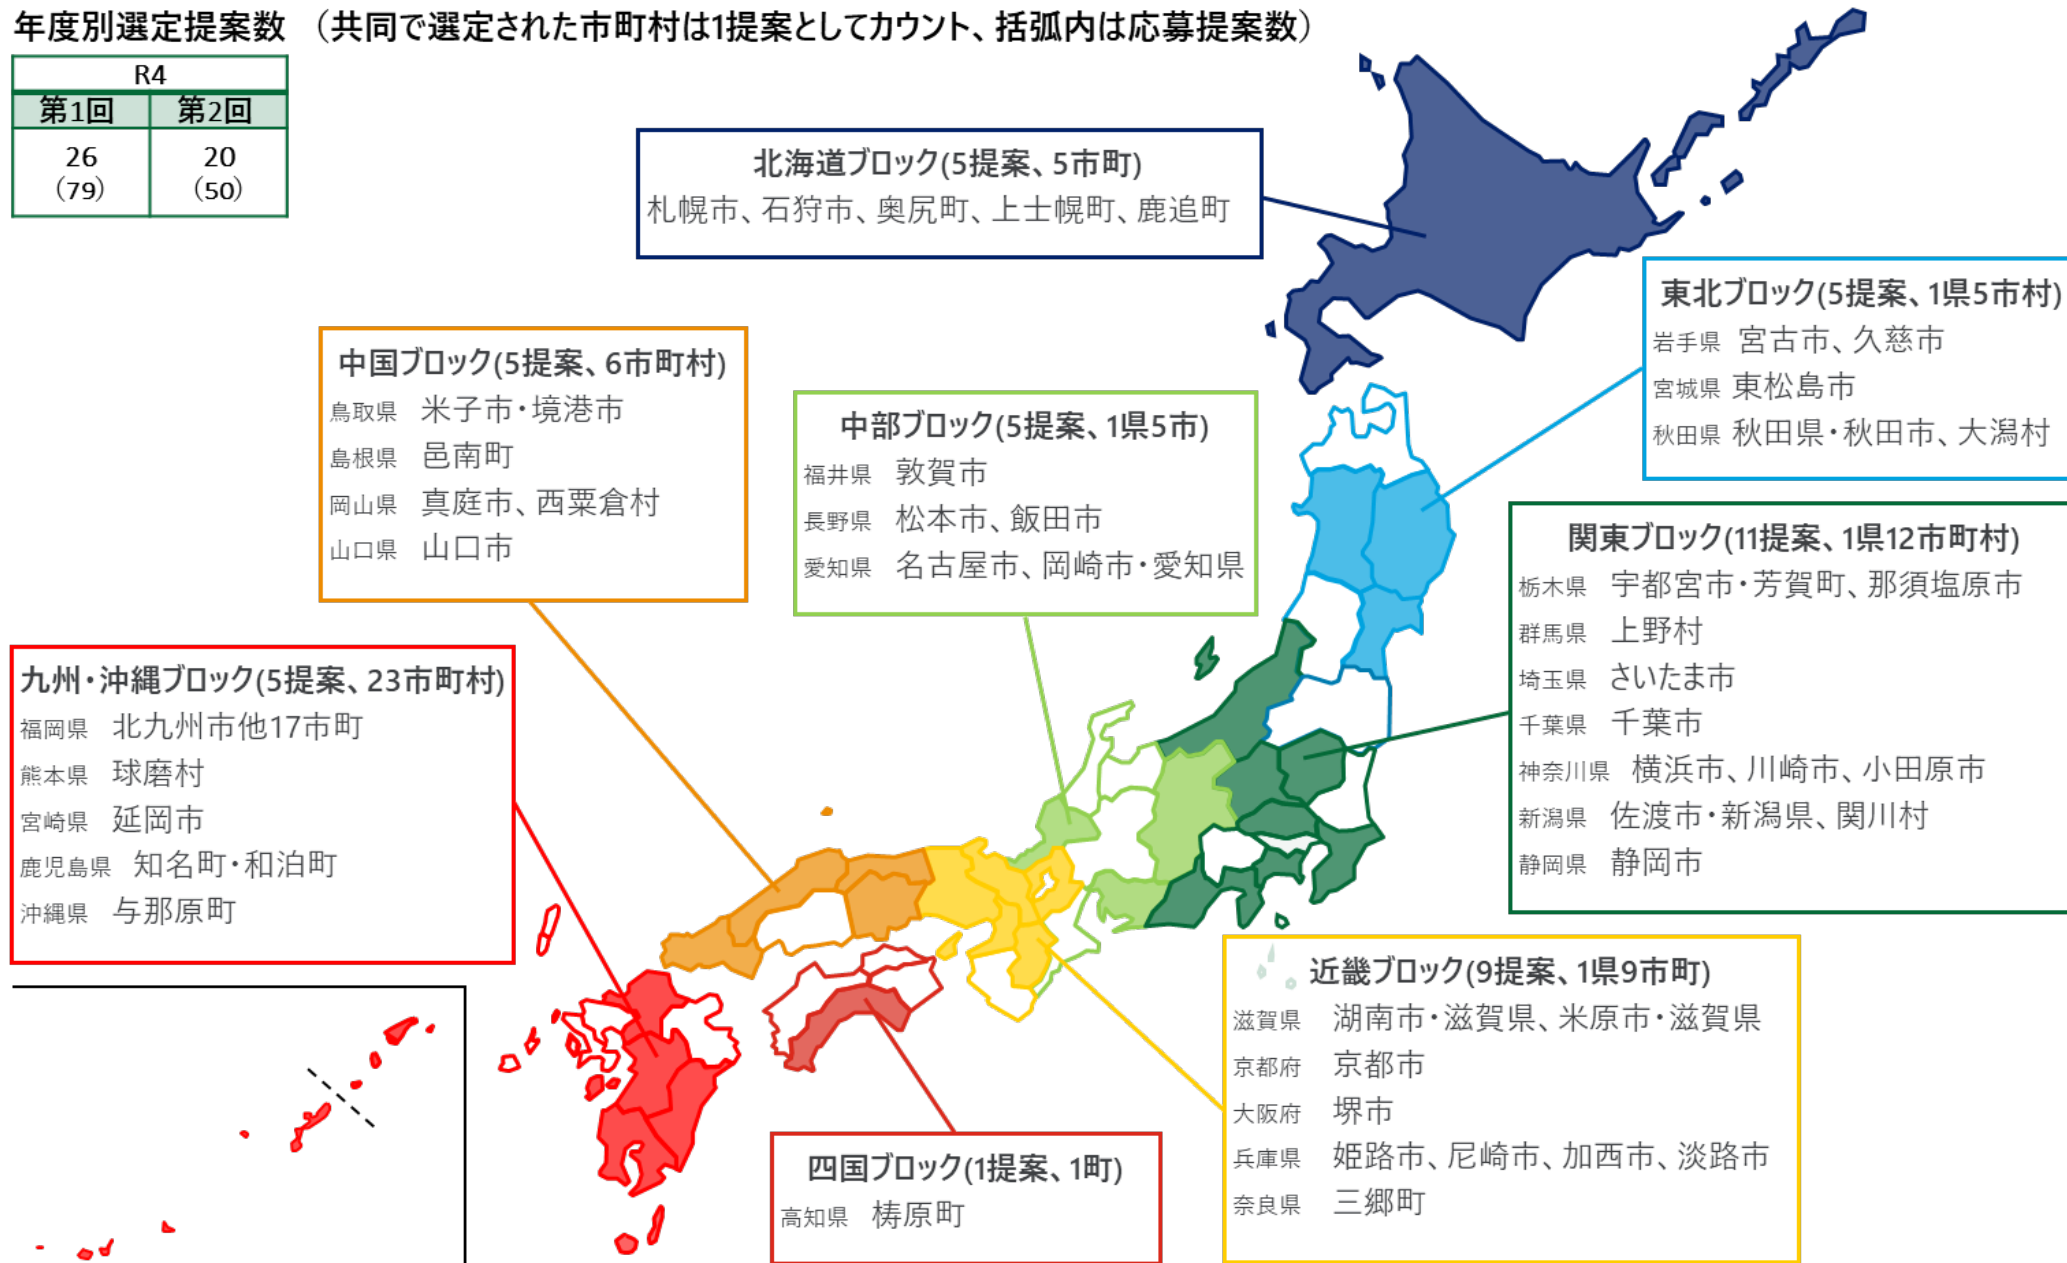 年度別選定提案数 （共同で選定された市町村は1提案としてカウント、括弧内は応募提案数）
R4
第1回 第2回
26 20
（79） （50）
北海道ブロック(5提案、5市町)
札幌市、石狩市、奥尻町、上士幌町、鹿追町
東北ブロック(5提案、1県5市村)
岩手県 宮古市、久慈市
宮城県 東松島市
秋田県 秋田県・秋田市、大潟村
中国ブロック(5提案、6市町村)
鳥取県 米子市・境港市
島根県 邑南町
岡山県 真庭市、西粟倉村
山口県 山口市
中部ブロック(5提案、1県5市)
福井県 敦賀市
長野県 松本市、飯田市
愛知県 名古屋市、岡崎市・愛知県
関東ブロック(11提案、1県12市町村)
栃木県 宇都宮市・芳賀町、那須塩原市
群馬県 上野村
埼玉県 さいたま市
千葉県 千葉市
神奈川県 横浜市、川崎市、小田原市
新潟県 佐渡市・新潟県、関川村
静岡県 静岡市
九州・沖縄ブロック(5提案、23市町村)
福岡県 北九州市他17市町
熊本県 球磨村
宮崎県 延岡市
鹿児島県 知名町・和泊町
沖縄県 与那原町
近畿ブロック(9提案、1県9市町)
滋賀県 湖南市・滋賀県、米原市・滋賀県
京都府 京都市
大阪府 堺市
兵庫県 姫路市、尼崎市、加西市、淡路市
奈良県 三郷町
四国ブロック(1提案、1町)
高知県 梼原町